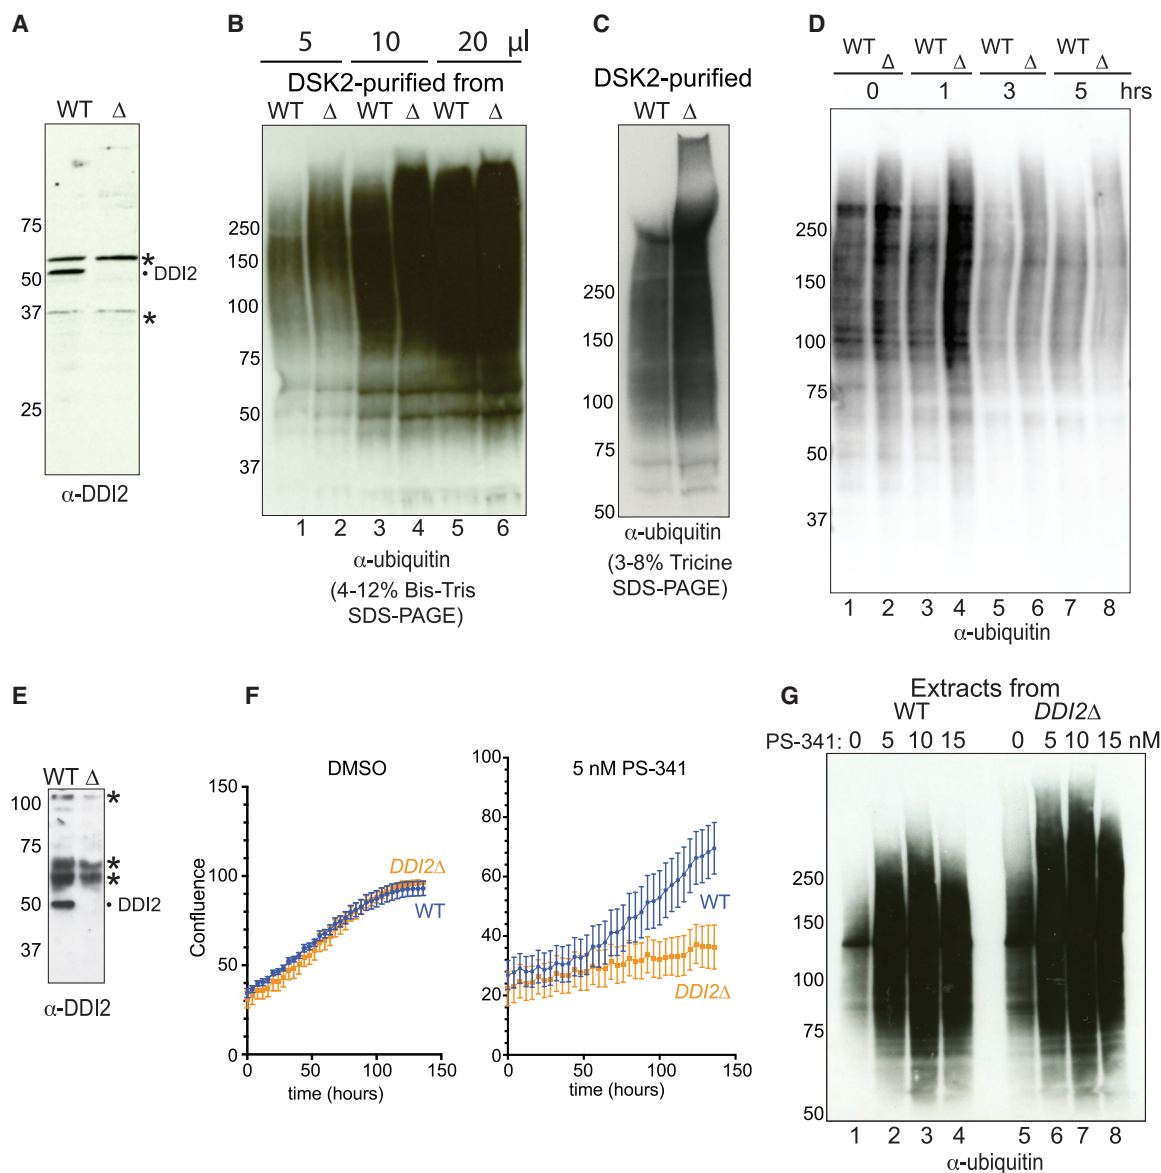 A
WT Δ
75
50
37
25
*
• DDI2
*
α-DDI2
B
5 10 20 μl
DSK2-purified from
WT Δ WT Δ WT Δ
250
150
100
75
50
37
1 2 3 4 5 6
α-ubiquitin
(4-12% Bis-Tris
SDS-PAGE)
C
DSK2-purified
WT Δ
250
150
100
75
50
α-ubiquitin
(3-8% Tricine
SDS-PAGE)
D
WT Δ WT Δ WT Δ WT Δ
0 1 3 5 hrs
250
150
100
75
50
37
1 2 3 4 5 6 7 8
α-ubiquitin
E
WT Δ
100
75
50
37
*
*
*
• DDI2
α-DDI2
F
DMSO
Confluence
150
100
50
0
DDI2Δ
WT
0 50 100 150
time (hours)
5 nM PS-341
100
80
60
40
20
0
WT
DDI2Δ
0 50 100 150
time (hours)
G
Extracts from
WT DDI2Δ
PS-341: 0 5 10 15 0 5 10 15 nM
250
150
100
75
50
1 2 3 4 5 6 7 8
α-ubiquitin